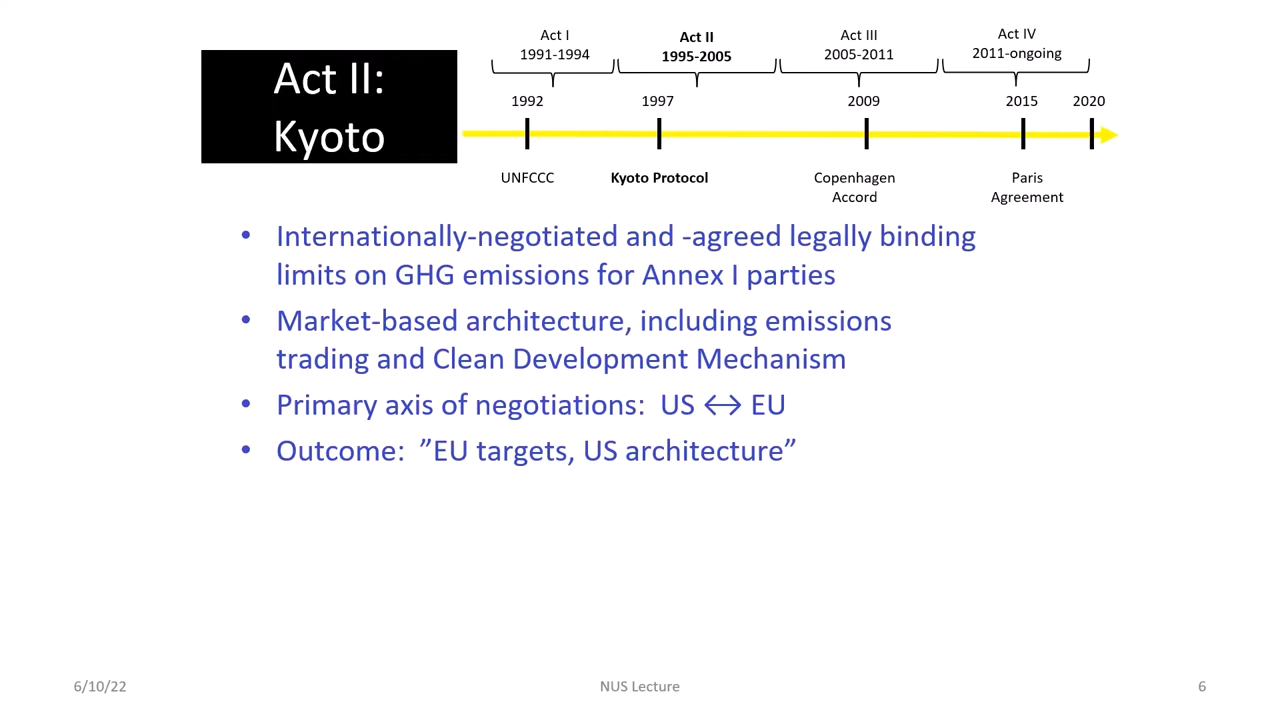 Act II:
Kyoto
Act I
1991-1994
Act II
1995-2005
Act III
2005-2011
Act IV
2011-ongoing
1992
1997
2009
2015
2020
UNFCCC
Kyoto Protocol
Copenhagen
Accord
Paris
Agreement
• Internationally-negotiated and -agreed legally binding
limits on GHG emissions for Annex I parties
• Market-based architecture, including emissions
trading and Clean Development Mechanism
• Primary axis of negotiations:  US ↔ EU
• Outcome:  ”EU targets, US architecture”
6/10/22
NUS Lecture
6